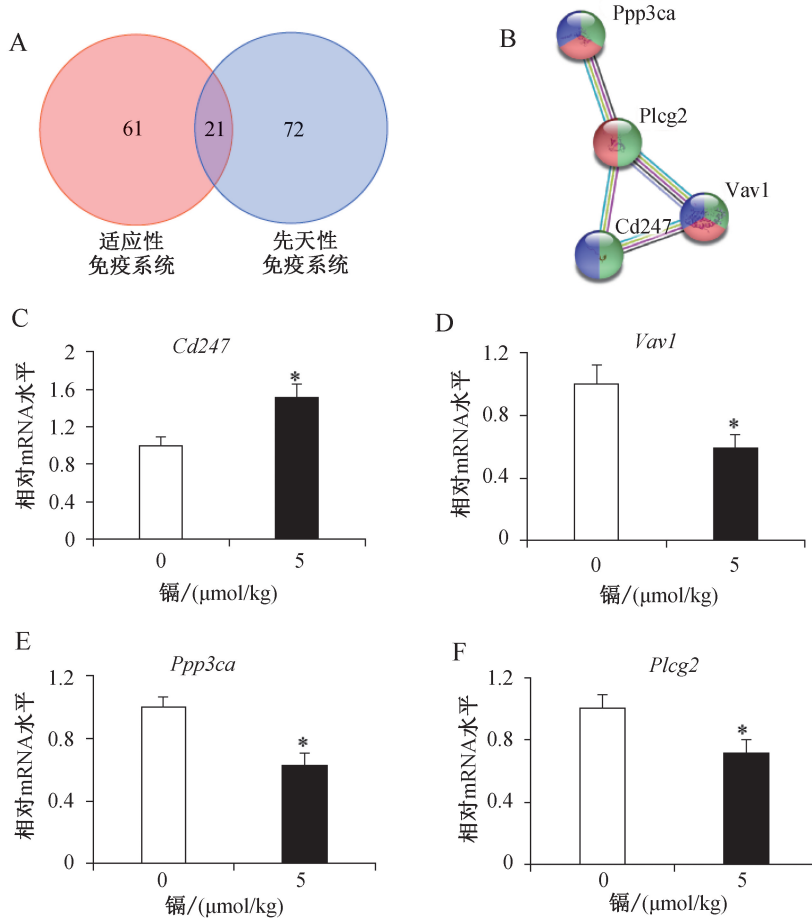 A
61
21
72
适应性
免疫系统
先天性
免疫系统
B
Ppp3ca
Plcg2
Vav1
Cd247
C
Cd247
相对mRNA水平
2
1.6
1.2
0.8
0.4
0
*
0
5
镉/(μmol/kg)
D
Vav1
相对mRNA水平
1.2
0.8
0.4
0
*
0
5
镉/(μmol/kg)
E
Ppp3ca
相对mRNA水平
1.2
0.8
0.4
0
*
0
5
镉/(μmol/kg)
F
Plcg2
相对mRNA水平
1.2
0.8
0.4
0
*
0
5
镉/(μmol/kg)